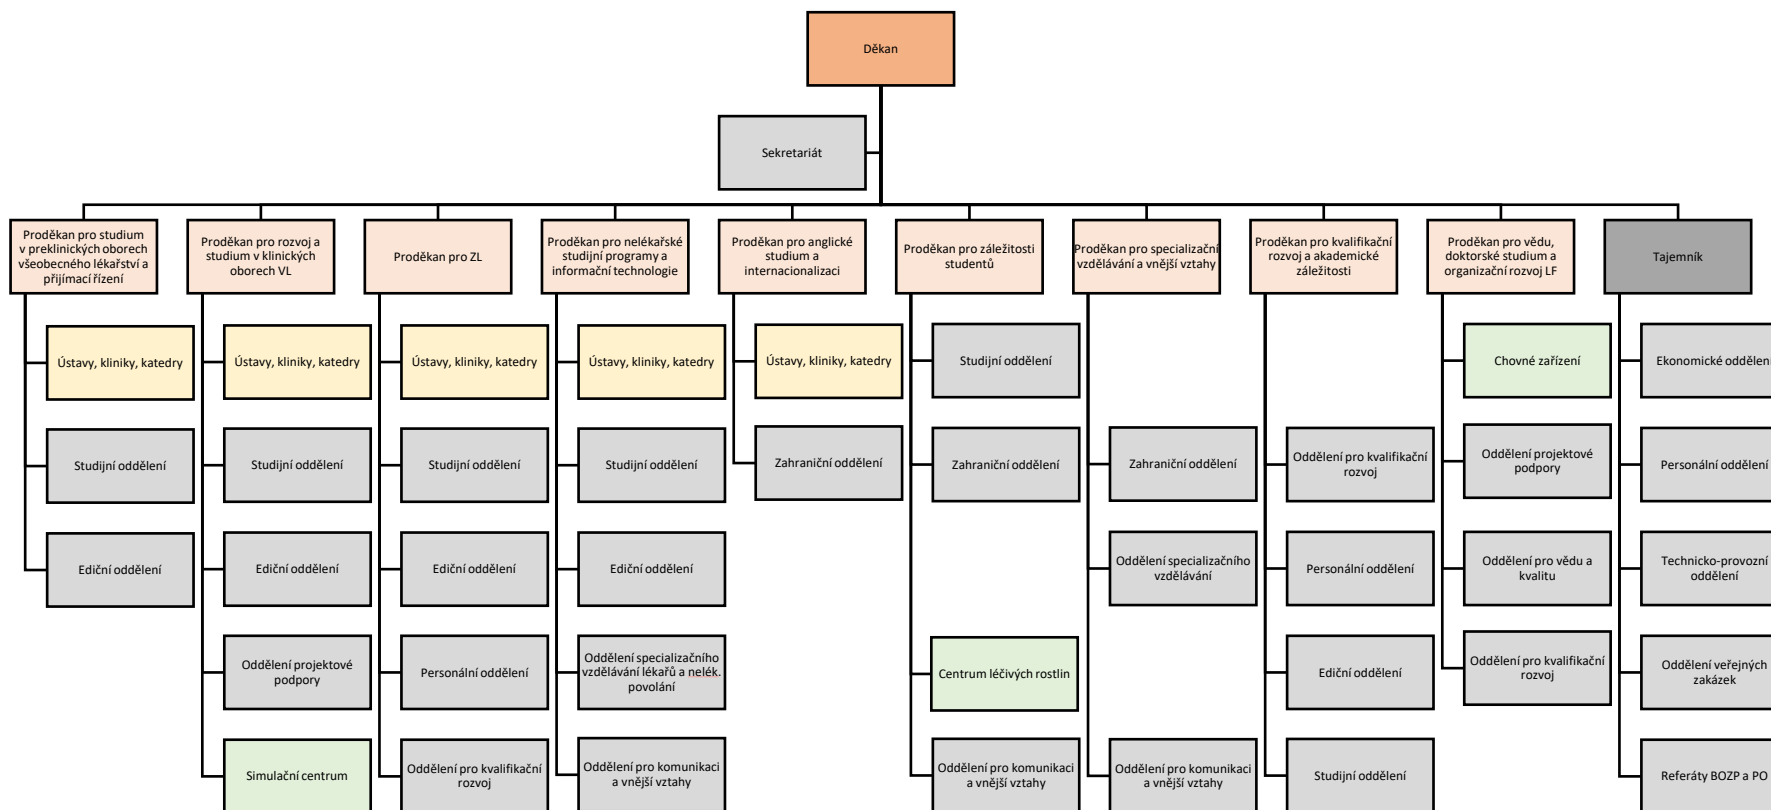 Děkan
Sekretariát
Proděkan pro studium
v preklinických oborech
všeobecného lékařství a
přijímací řízení
Proděkan pro rozvoj a
studium v klinických
oborech VL
Proděkan pro ZL
Proděkan pro nelékařské
studijní programy a
informační technologie
Proděkan pro anglické
studium a
internacionalizaci
Proděkan pro záležitosti
studentů
Proděkan pro specializační
vzdělávání a vnější vztahy
Proděkan pro kvalifikační
rozvoj a akademické
záležitosti
Proděkan pro vědu,
doktorské studium a
organizační rozvoj LF
Tajemník
Ústavy, kliniky, katedry
Ústavy, kliniky, katedry
Ústavy, kliniky, katedry
Ústavy, kliniky, katedry
Ústavy, kliniky, katedry
Studijní oddělení
Chovné zařízení
Ekonomické oddělení
Studijní oddělení
Studijní oddělení
Studijní oddělení
Studijní oddělení
Zahraniční oddělení
Zahraniční oddělení
Zahraniční oddělení
Oddělení pro kvalifikační
rozvoj
Oddělení projektové
podpory
Personální oddělení
Ediční oddělení
Ediční oddělení
Ediční oddělení
Ediční oddělení
Oddělení specializačního
vzdělávání
Personální oddělení
Oddělení pro vědu a
kvalitu
Technicko-provozní
oddělení
Oddělení projektové
podpory
Personální oddělení
Oddělení specializačního
vzdělávání lékařů a nelék.
povolání
Centrum léčivých rostlin
Ediční oddělení
Oddělení pro kvalifikační
rozvoj
Oddělení veřejných
zakázek
Simulační centrum
Oddělení pro kvalifikační
rozvoj
Oddělení pro komunikaci
a vnější vztahy
Oddělení pro komunikaci
a vnější vztahy
Oddělení pro komunikaci
a vnější vztahy
Studijní oddělení
Referáty BOZP a PO